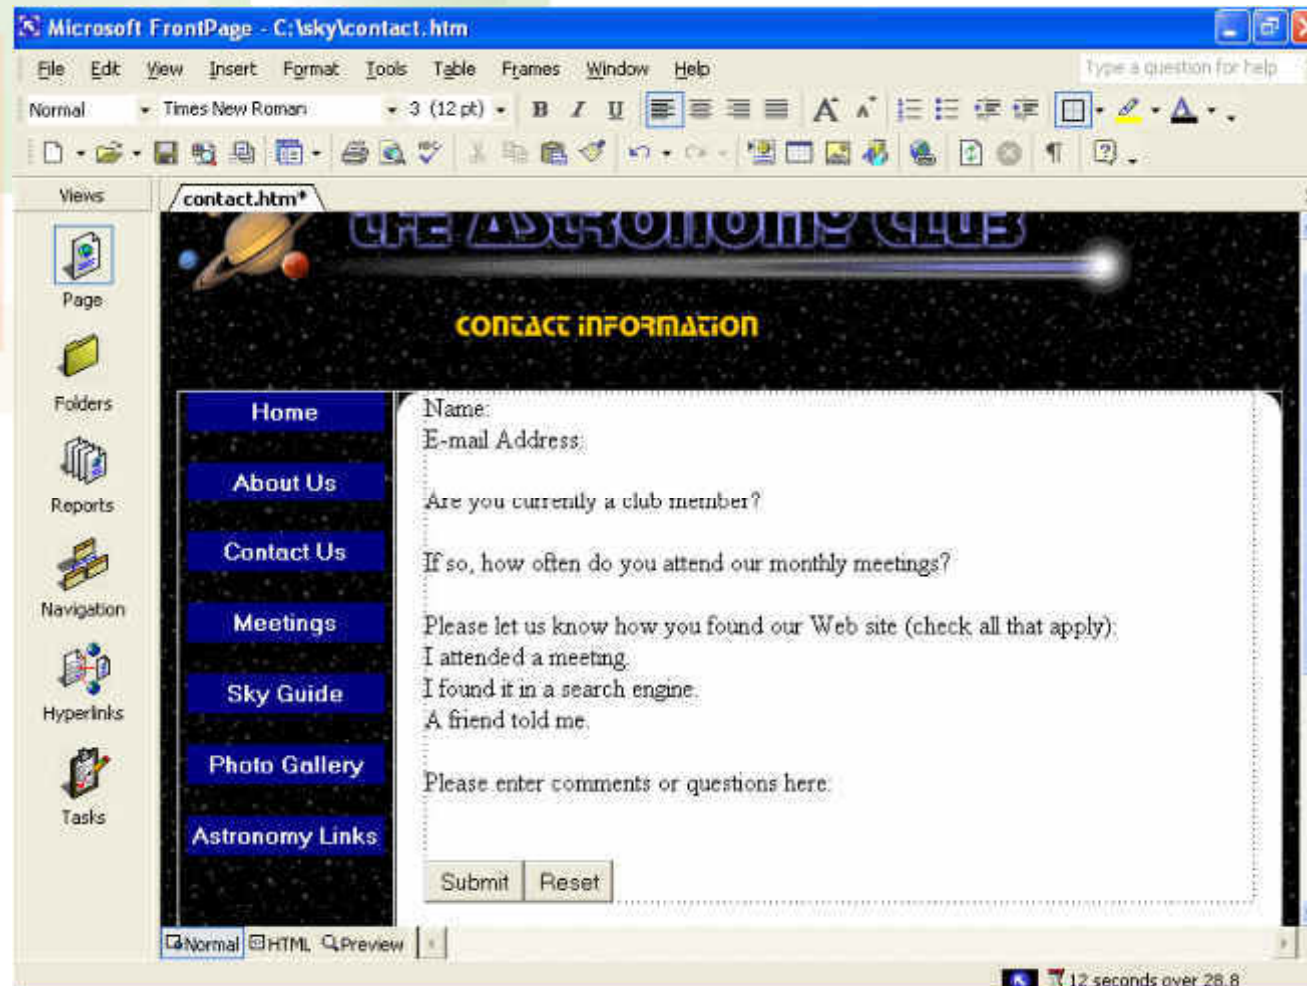 Microsoft FrontPage - C:\sky\contact.htm
File Edit View Insert Format Tools Table Frames Window Help
Type a question for help
Normal Times New Roman 3 (12 pt) B I U A A A
Views
contact.htm*
THE ASTRONOMY CLUB
CONTACT INFORMATION
Page
Folders
Reports
Navigation
Hyperlinks
Tasks
Home
About Us
Contact Us
Meetings
Sky Guide
Photo Gallery
Astronomy Links
Name:
E-mail Address:
Are you currently a club member?
If so, how often do you attend our monthly meetings?
Please let us know how you found our Web site (check all that apply):
I attended a meeting.
I found it in a search engine.
A friend told me.
Please enter comments or questions here:
Submit Reset
Normal HTML Preview
12 seconds over 28.8